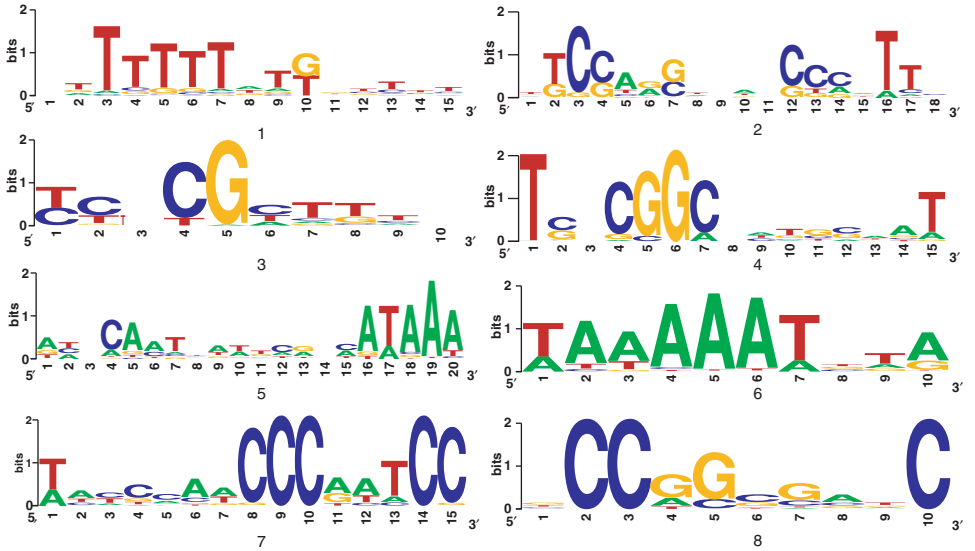 2
bits
1
0
5′ 1 2 3 4 5 6 7 8 9 10 11 12 13 14 15 3′
T T T T T T G T
1
2
bits
1
0
5′ 1 2 3 4 5 6 7 8 9 10 11 12 13 14 15 16 17 18 3′
T C C A G G C C C T T
G G A C G
2
2
bits
1
0
5′ 1 2 3 4 5 6 7 8 9 10 3′
T C C G C T T
C T
3
2
bits
1
0
5′ 1 2 3 4 5 6 7 8 9 10 11 12 13 14 15 3′
T C C G G C A T
G A A
4
2
bits
1
0
5′ 1 2 3 4 5 6 7 8 9 10 11 12 13 14 15 16 17 18 19 20 3′
A C A A T A T A A A
A
5
2
bits
1
0
5′ 1 2 3 4 5 6 7 8 9 10 3′
T A A A A A T T A
A T A G
6
2
bits
1
0
5′ 1 2 3 4 5 6 7 8 9 10 11 12 13 14 15 3′
T A C C C A A C C C A A T C C
A G T A
7
2
bits
1
0
5′ 1 2 3 4 5 6 7 8 9 10 3′
C C G G C G A C
A C
8